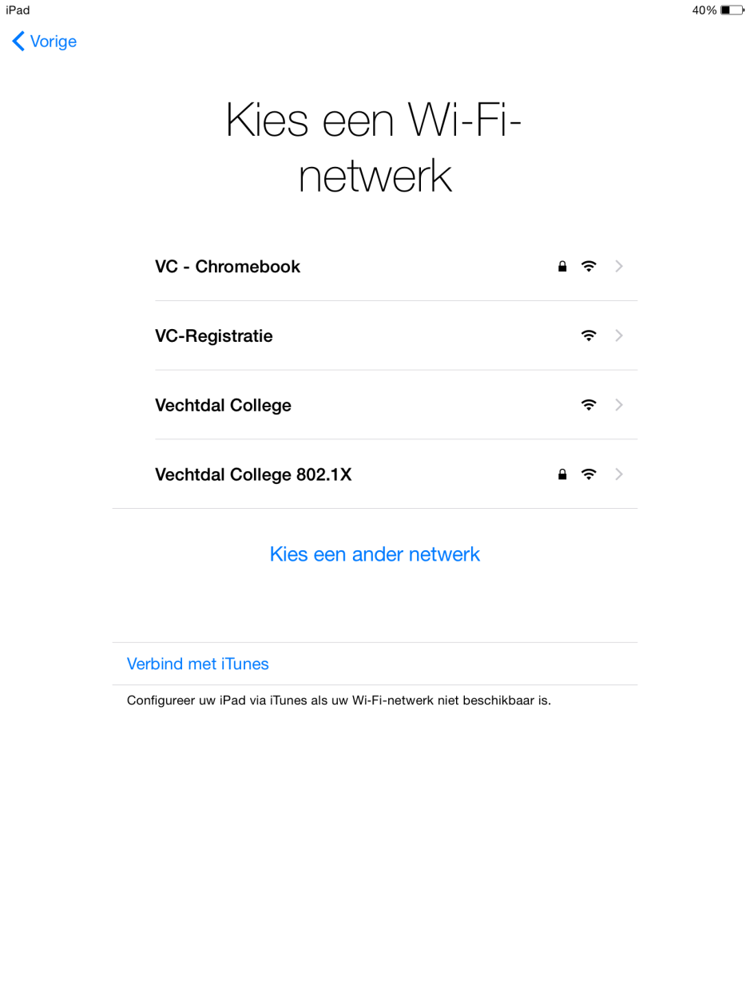 iPad 40%
Vorige
Kies een Wi-Fi-
netwerk
VC - Chromebook
VC-Registratie
Vechtdal College
Vechtdal College 802.1X
Kies een ander netwerk
Verbind met iTunes
Configureer uw iPad via iTunes als uw Wi-Fi-netwerk niet beschikbaar is.